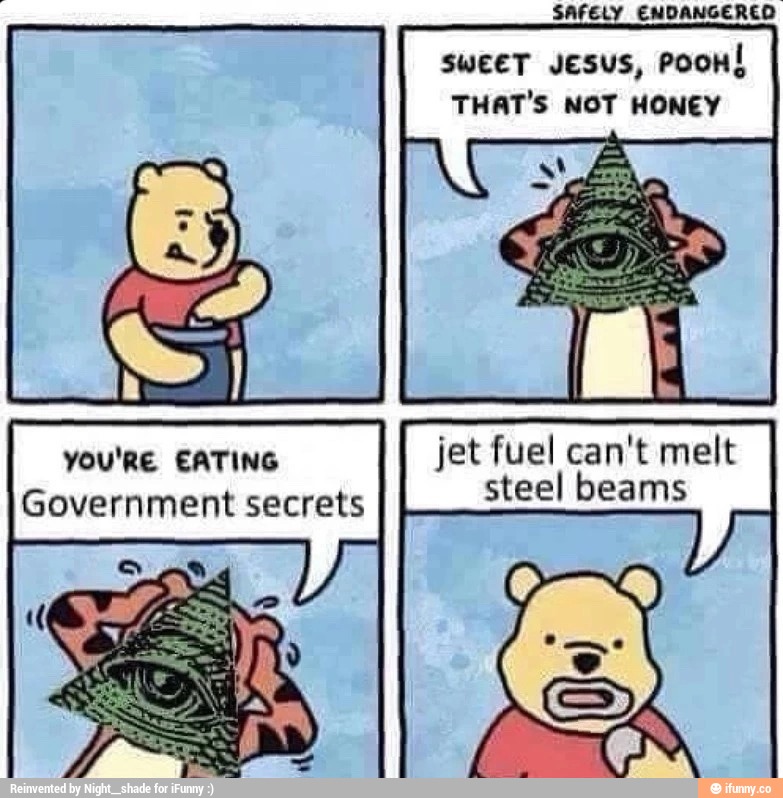 SAFELY ENDANGERED
SWEET JESUS, POOH!
THAT'S NOT HONEY
YOU'RE EATING
Government secrets
jet fuel can't melt
steel beams
Reinvented by Night__shade for iFunny :)
ifunny.co